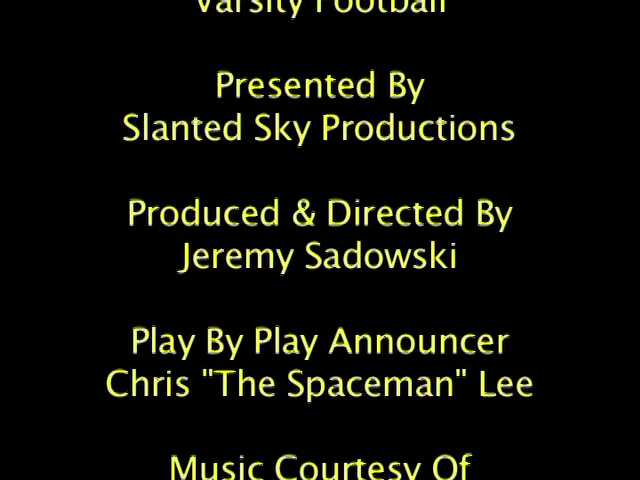 Varsity Football
Presented By
Slanted Sky Productions
Produced & Directed By
Jeremy Sadowski
Play By Play Announcer
Chris "The Spaceman" Lee
Music Courtesy Of